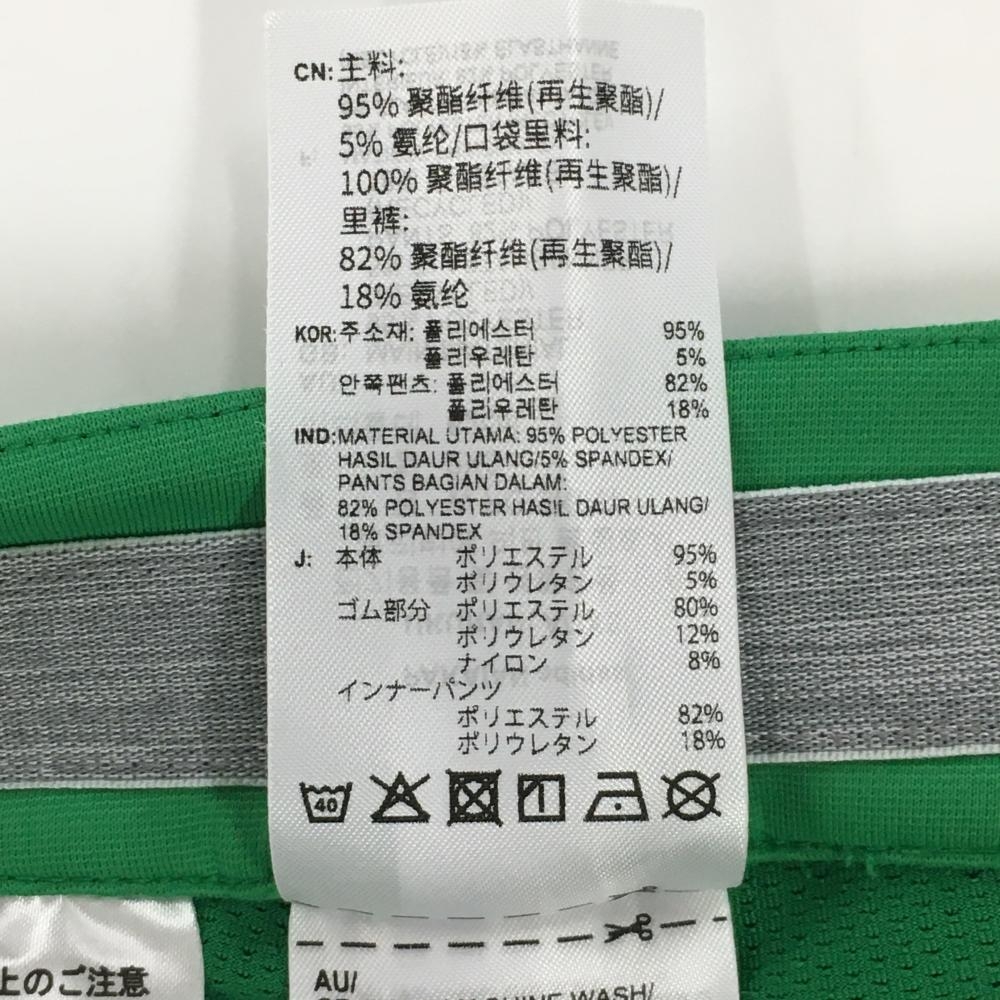 CN:主料:
95% 聚酯纤维(再生聚酯)/
5% 氨纶/口袋里料:
100% 聚酯纤维(再生聚酯)/
里裤:
82% 聚酯纤维(再生聚酯)/
18% 氨纶
KOR:주소재: 폴리에스터 95%
폴리우레탄 5%
안쪽팬츠: 폴리에스터 82%
폴리우레탄 18%
IND:MATERIAL UTAMA: 95% POLYESTER
HASIL DAUR ULANG/5% SPANDEX/
PANTS BAGIAN DALAM:
82% POLYESTER HASIL DAUR ULANG/
18% SPANDEX
J: 本体 ポリエステル 95%
ポリウレタン 5%
ゴム部分 ポリエステル 80%
ポリウレタン 12%
ナイロン 8%
インナーパンツ
ポリエステル 82%
ポリウレタン 18%
40
上のご注意
AU/
MACHINE WASH/